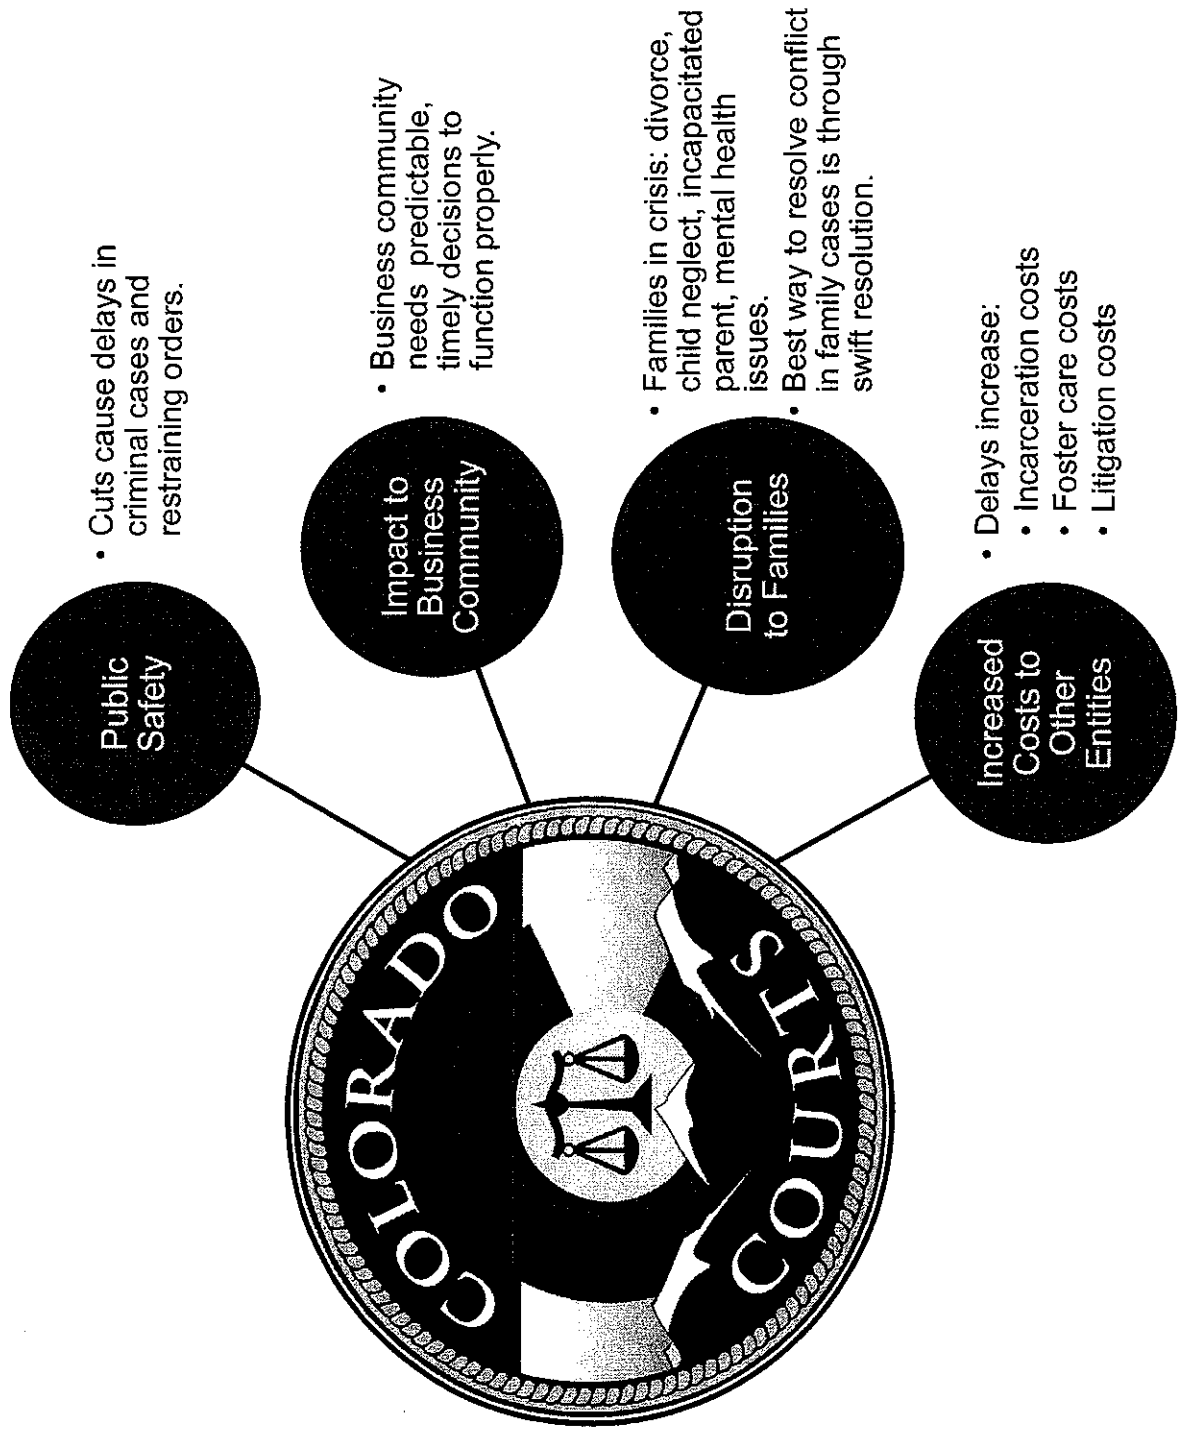 COLORADO
COURTS
Public
Safety
• Cuts cause delays in
criminal cases and
restraining orders.
Impact to
Business
Community
• Business community
needs predictable,
timely decisions to
function properly.
Disruption
to Families
• Families in crisis: divorce,
child neglect, incapacitated
parent, mental health
issues.
• Best way to resolve conflict
in family cases is through
swift resolution.
Increased
Costs to
Other
Entities
• Delays increase:
• Incarceration costs
• Foster care costs
• Litigation costs